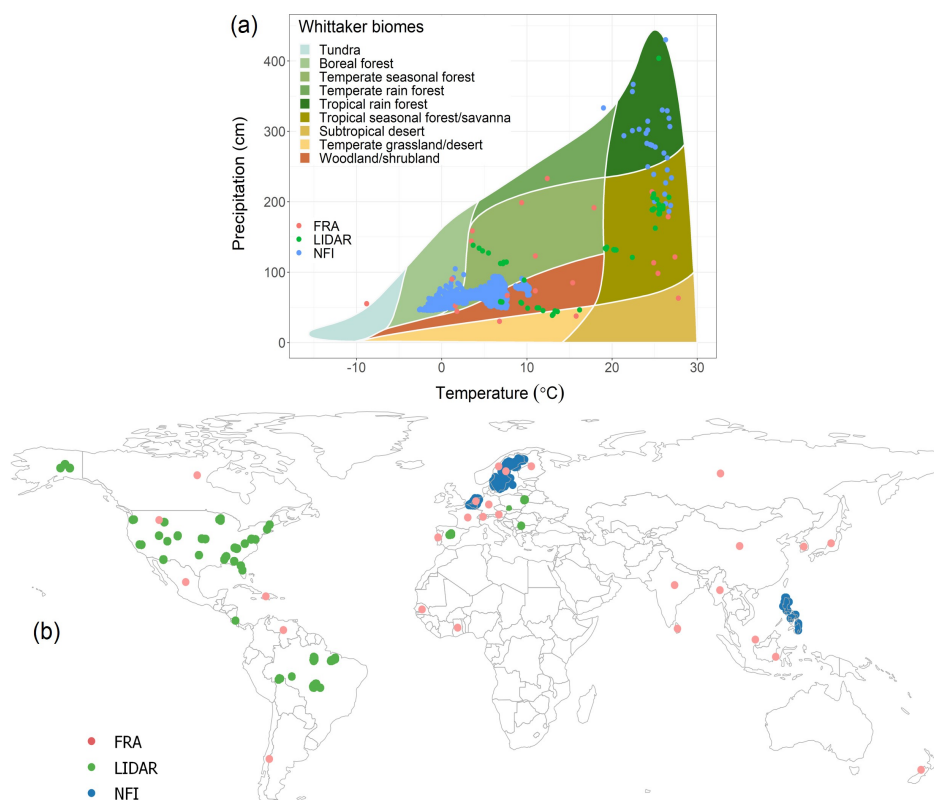 (a)
Whittaker biomes
Tundra
Boreal forest
Temperate seasonal forest
Temperate rain forest
Tropical rain forest
Tropical seasonal forest/savanna
Subtropical desert
Temperate grassland/desert
Woodland/shrubland
FRA
LIDAR
NFI
Precipitation (cm)
400
300
200
100
0
-10
0
10
20
30
Temperature (°C)
(b)
FRA
LIDAR
NFI